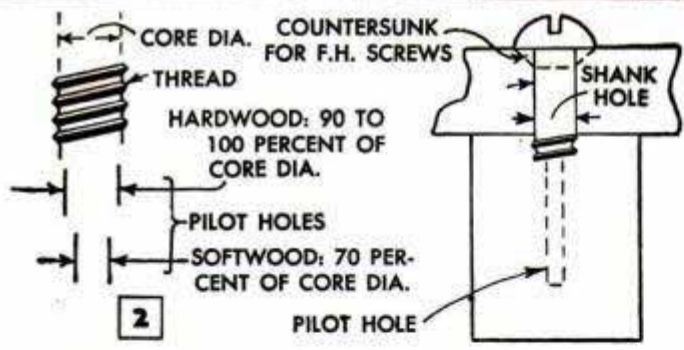 CORE DIA.
THREAD
HARDWOOD: 90 TO
100 PERCENT OF
CORE DIA.
PILOT HOLES
SOFTWOOD: 70 PER-
CENT OF CORE DIA.
2
COUNTERSUNK
FOR F.H. SCREWS
SHANK
HOLE
PILOT HOLE